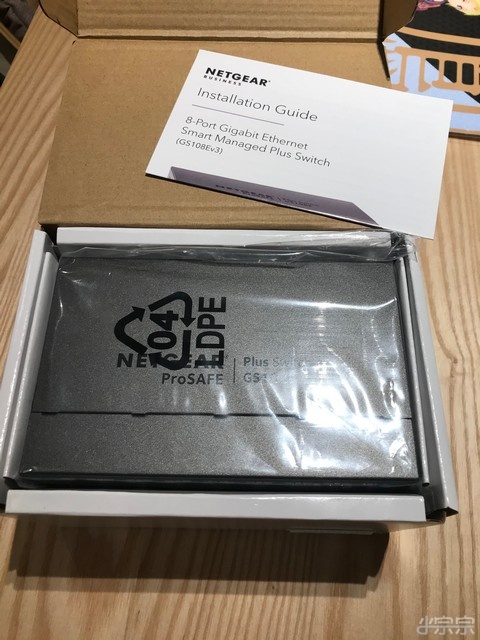 NETGEAR®
BUSINESS
Installation Guide
8-Port Gigabit Ethernet
Smart Managed Plus Switch
(GS108Ev3)
NETGEAR
04
LDPE
NETGEAR®
ProSAFE
Plus
小宗宗